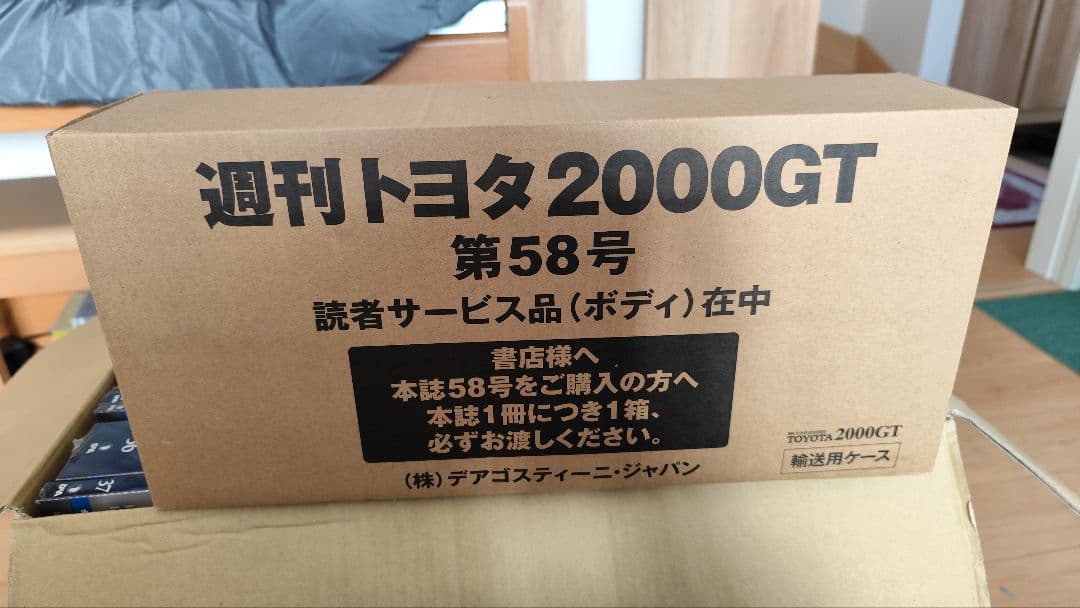 週刊トヨタ2000GT
第58号
読者サービス品(ボディ)在中
書店様へ
本誌58号をご購入の方へ
本誌1冊につき1箱、
必ずお渡しください。
(株)デアゴスティーニ・ジャパン
TOYOTA 2000GT
輸送用ケース
37